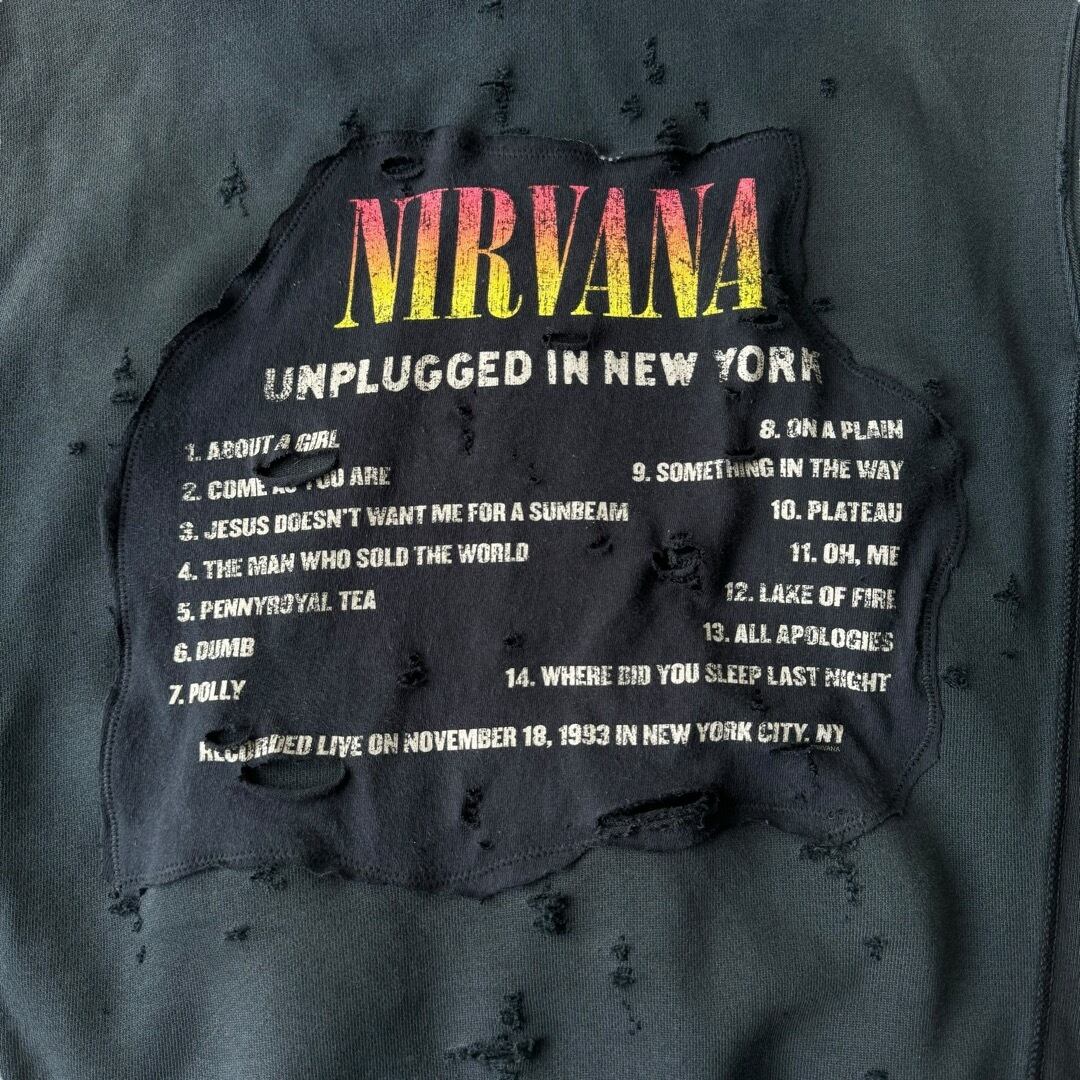 NIRVANA
UNPLUGGED IN NEW YORK
1. ABOUT A GIRL
2. COME AS YOU ARE
3. JESUS DOESN'T WANT ME FOR A SUNBEAM
4. THE MAN WHO SOLD THE WORLD
5. PENNYROYAL TEA
6. DUMB
7. POLLY
8. ON A PLAIN
9. SOMETHING IN THE WAY
10. PLATEAU
11. OH, ME
12. LAKE OF FIRE
13. ALL APOLOGIES
14. WHERE DID YOU SLEEP LAST NIGHT
RECORDED LIVE ON NOVEMBER 18, 1993 IN NEW YORK CITY, NY
NIRVANA